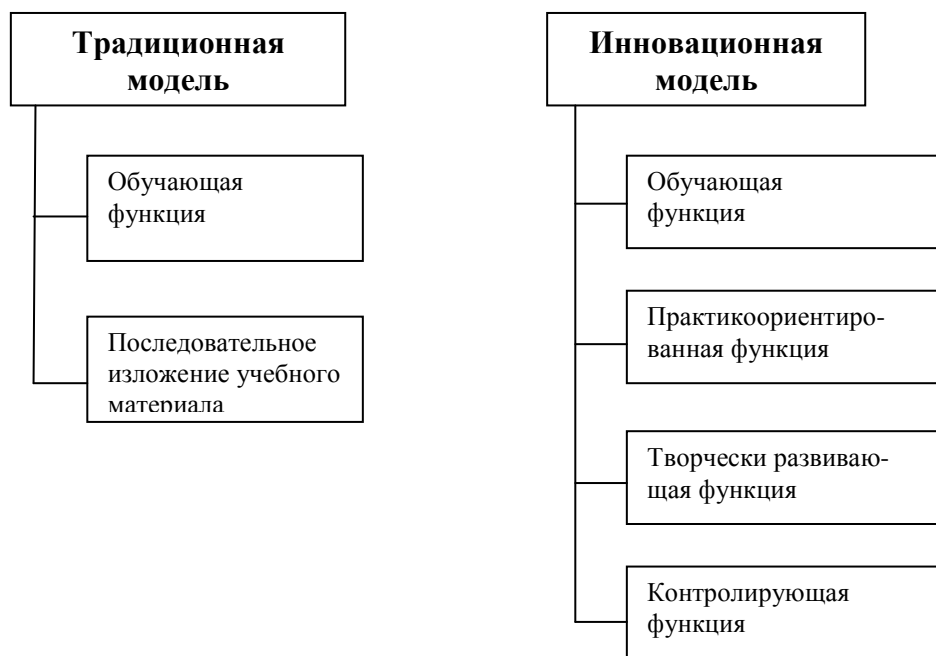 Традиционная
модель
Обучающая
функция
Последовательное
изложение учебного
материала
Инновационная
модель
Обучающая
функция
Практикоориентиро-
ванная функция
Творчески развиваю-
щая функция
Контролирующая
функция